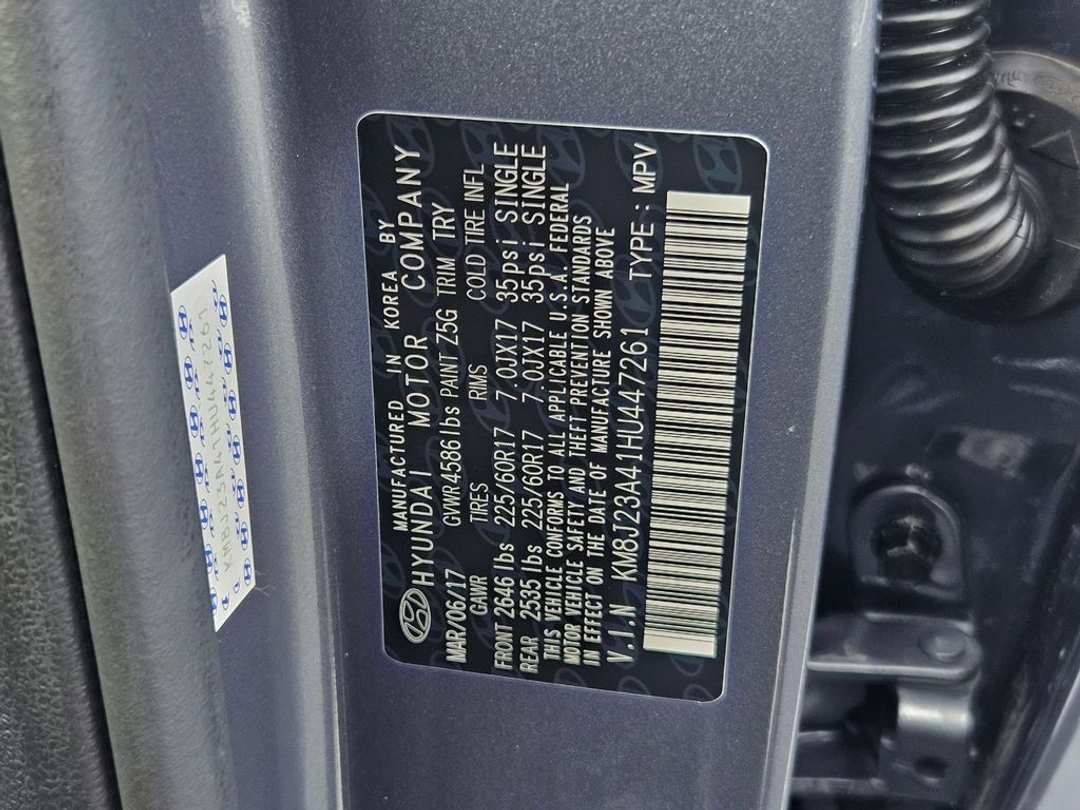 MANUFACTURED IN KOREA BY
HYUNDAI MOTOR COMPANY
MAR/06/17 GVWR 4586 lbs PAINT Z5G TRIM TRY
GAWR TIRES RIMS COLD TIRE INFL
FRONT 2646 lbs 225/60R17 7.0JX17 35psi SINGLE
REAR 2535 lbs 225/60R17 7.0JX17 35psi SINGLE
THIS VEHICLE CONFORMS TO ALL APPLICABLE U.S.A. FEDERAL
MOTOR VEHICLE SAFETY AND THEFT PREVENTION STANDARDS
IN EFFECT ON THE DATE OF MANUFACTURE SHOWN ABOVE
V.I.N KM8J23A41HU447261 TYPE : MPV
KM8J23A41HU447261